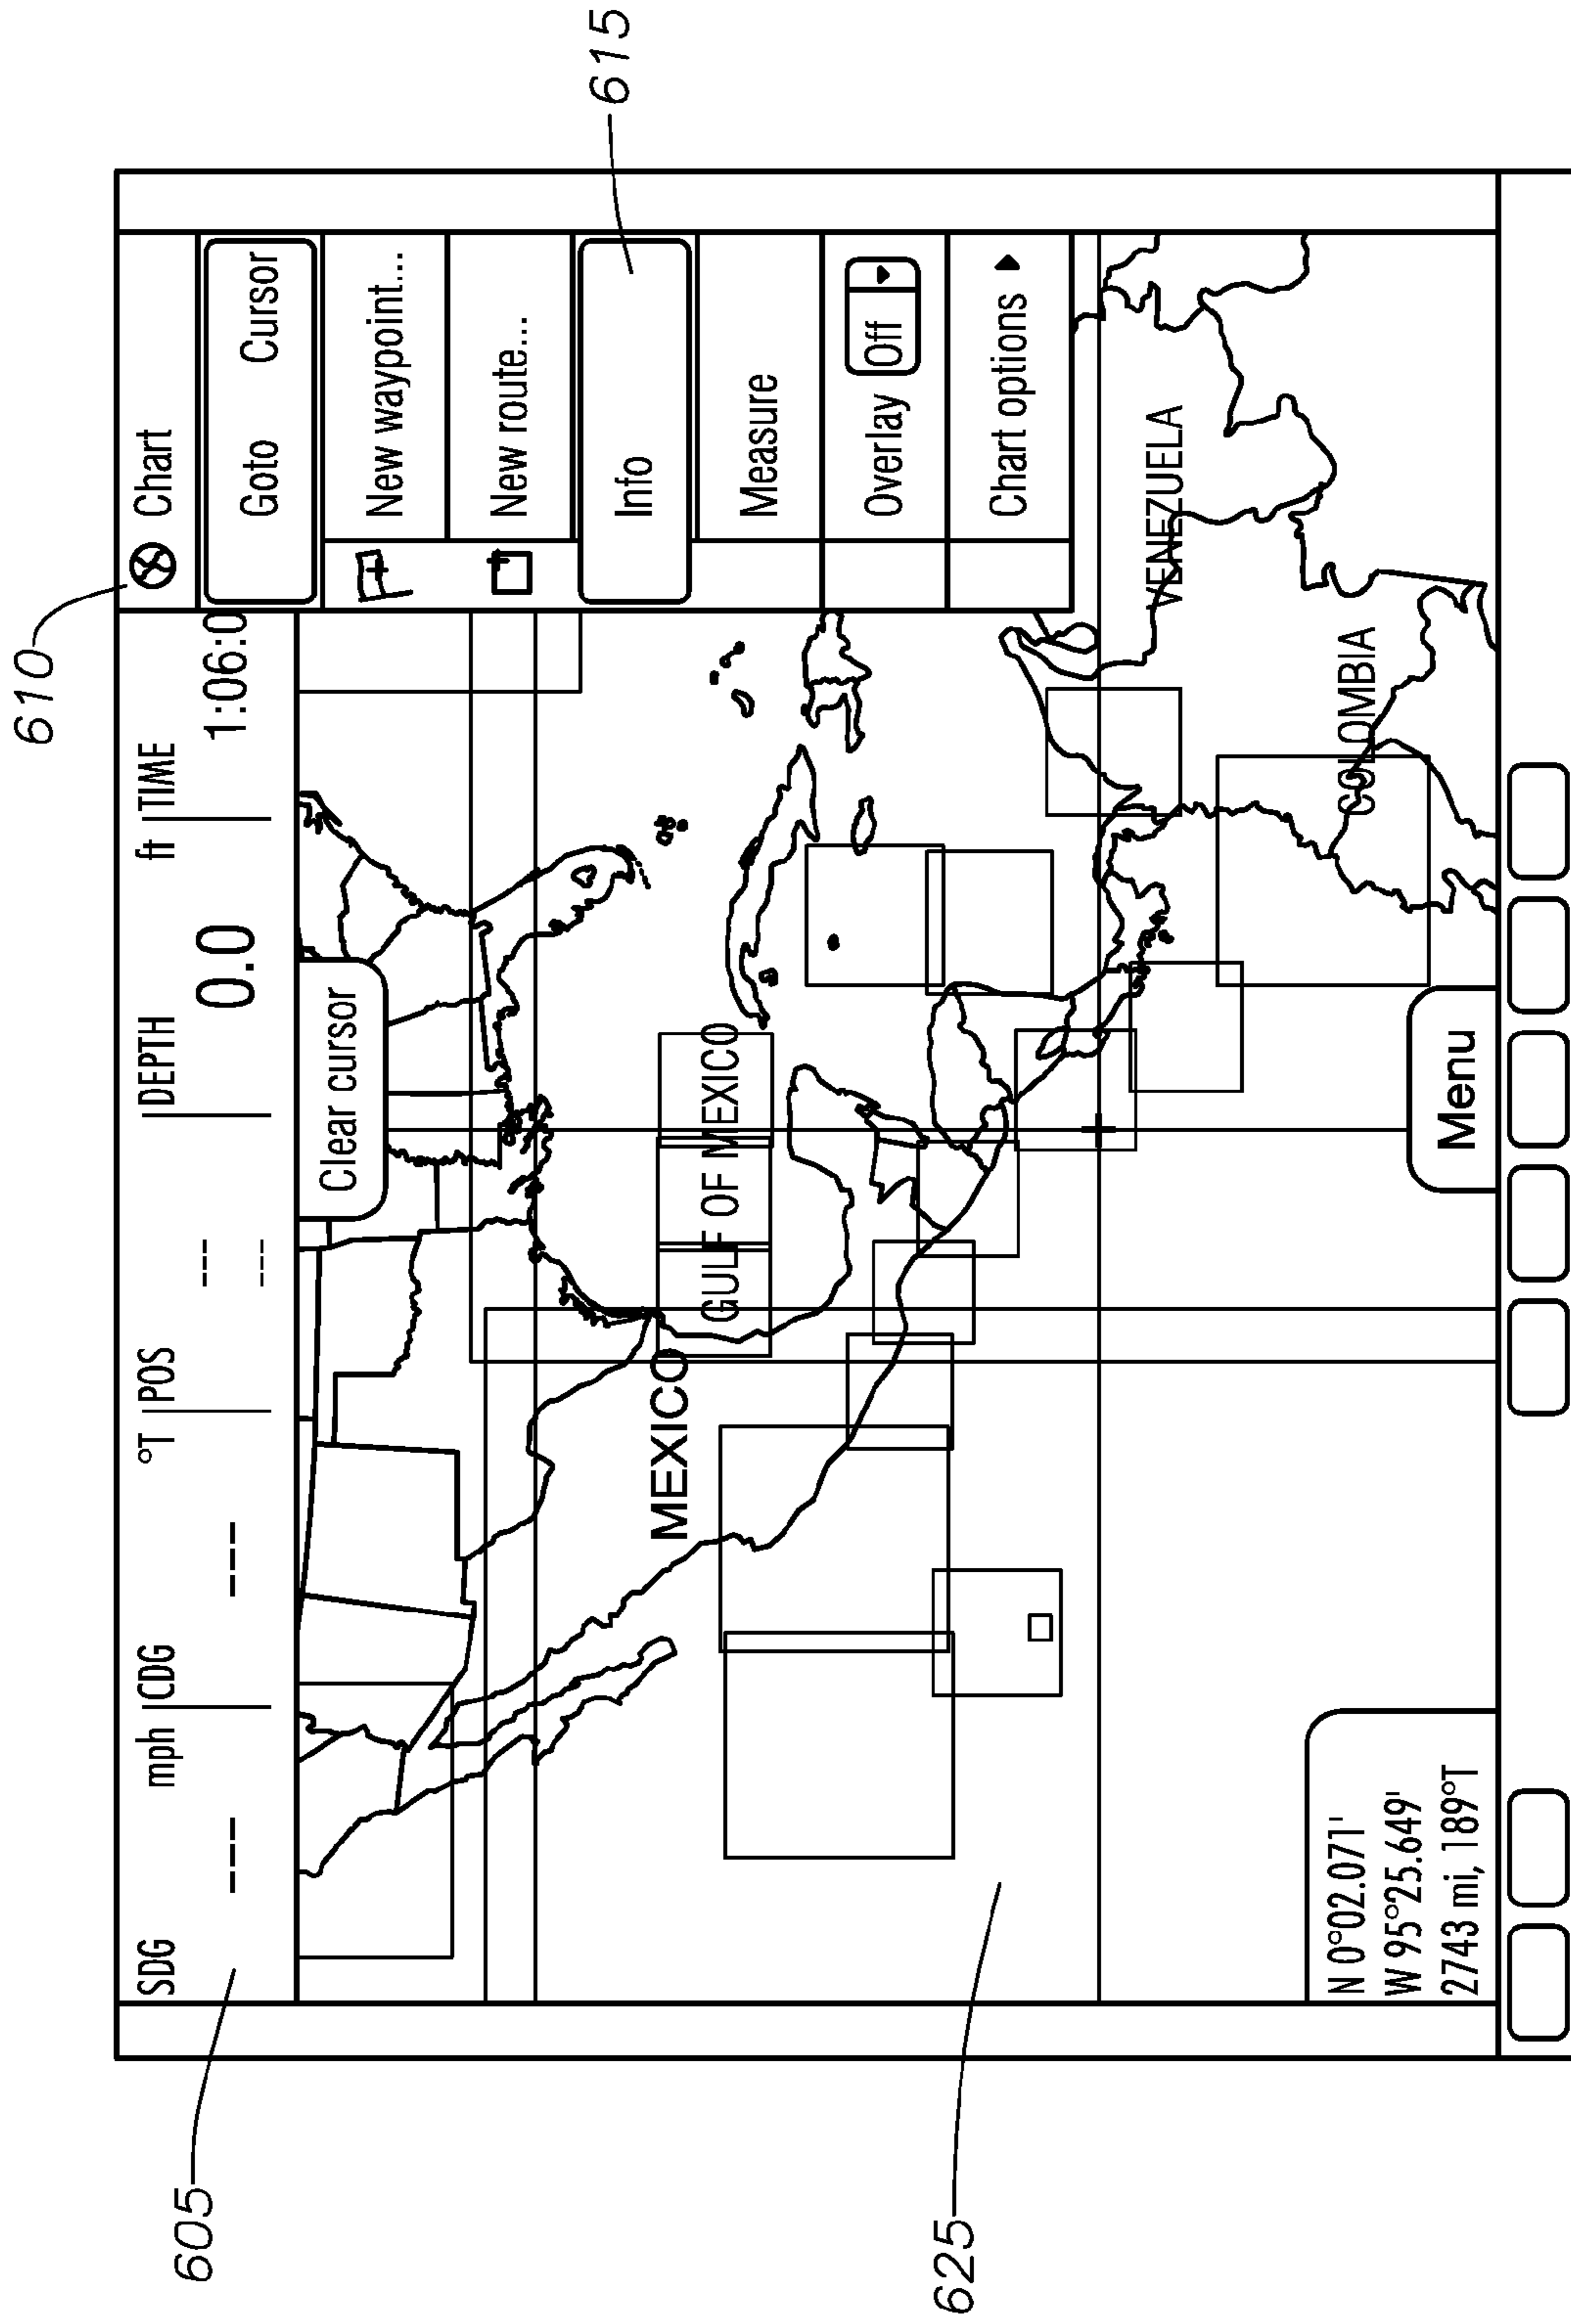 610
615
605
625
SDG mph
---
CDG °T
---
POS
---
---
DEPTH ft
0.0
TIME
1:06:0
Chart
Goto Cursor
New waypoint...
New route...
Info
Measure
Overlay Off
Chart options
Clear cursor
MEXICO
GULF OF MEXICO
VENEZUELA
COLOMBIA
N 0°02.071'
W 95°25.649'
2743 mi, 189°T
Menu